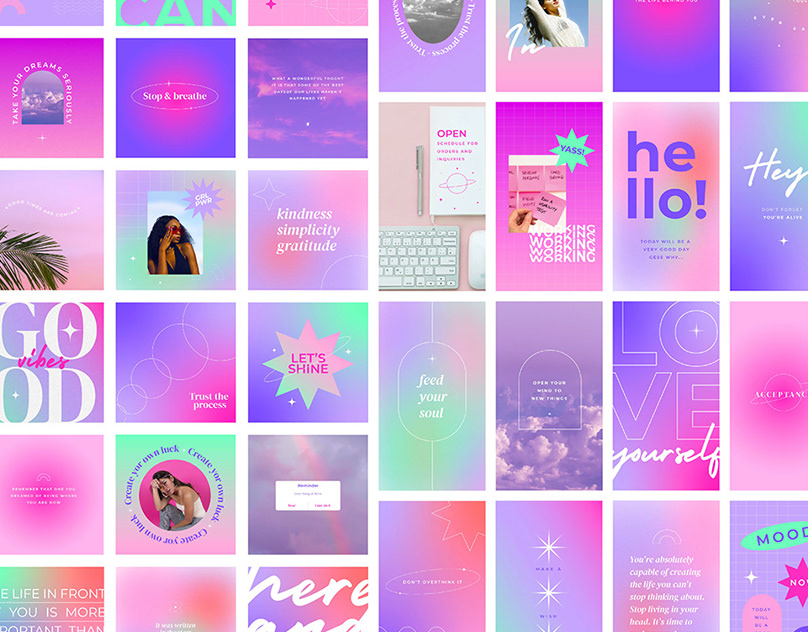 CAN
TAKE YOUR DREAMS SERIOUSLY
Stop & breathe
WHAT A WONDERFUL THOUGHT
IT IS THAT SOME OF THE BEST
DAYS OF OUR LIVES HAVEN'T
HAPPENED YET
GOOD TIMES ARE COMING
GRL
PWR
kindness
simplicity
gratitude
GO
vibes
OD
Trust the
process
LET'S
SHINE
REMEMBER THAT ONE YOU
DREAMED OF BEING WHERE
YOU ARE NOW
Create yor own luck • Create yor own luck • Create yor own luck •
Reminder
E LIFE IN FRONT
YOU IS MORE
PORTANT THAN
It was written
here
and
Trust the process • Trust the process
In
THE LIFE BEHIND YOU
OPEN
SCHEDULE FOR
ORDERS AND
INQUIRIES
YASS!
WORKING
WORKING
WORKING
he
llo!
TODAY WILL BE A
VERY GOOD DAY
CESS WHY...
Hey
DON'T FORGET
YOU'RE ALIVE
feed
your
soul
OPEN YOUR
MIND TO
NEW THINGS
LO
VE
yourself
ACCEPTANC
DON'T OVERTHINK IT
MAKE A
WISH
You're absolutely
capable of creating
the life you can't
stop thinking about.
Stop living in your
head. It's time to
MOOD
NO
TODAY
WILL
BE A